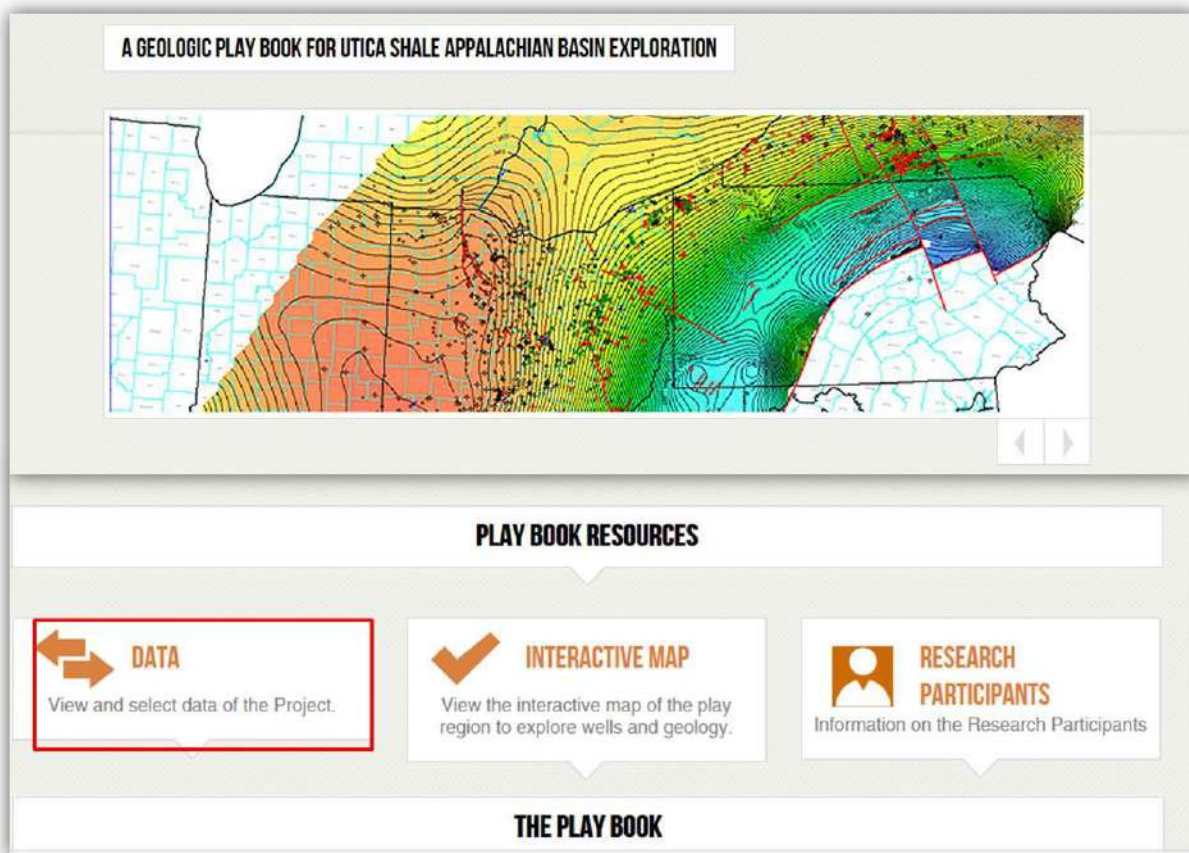 A GEOLOGIC PLAY BOOK FOR UTICA SHALE APPALACHIAN BASIN EXPLORATION
PLAY BOOK RESOURCES
DATA
View and select data of the Project.
INTERACTIVE MAP
View the interactive map of the play
region to explore wells and geology.
RESEARCH
PARTICIPANTS
Information on the Research Participants
THE PLAY BOOK